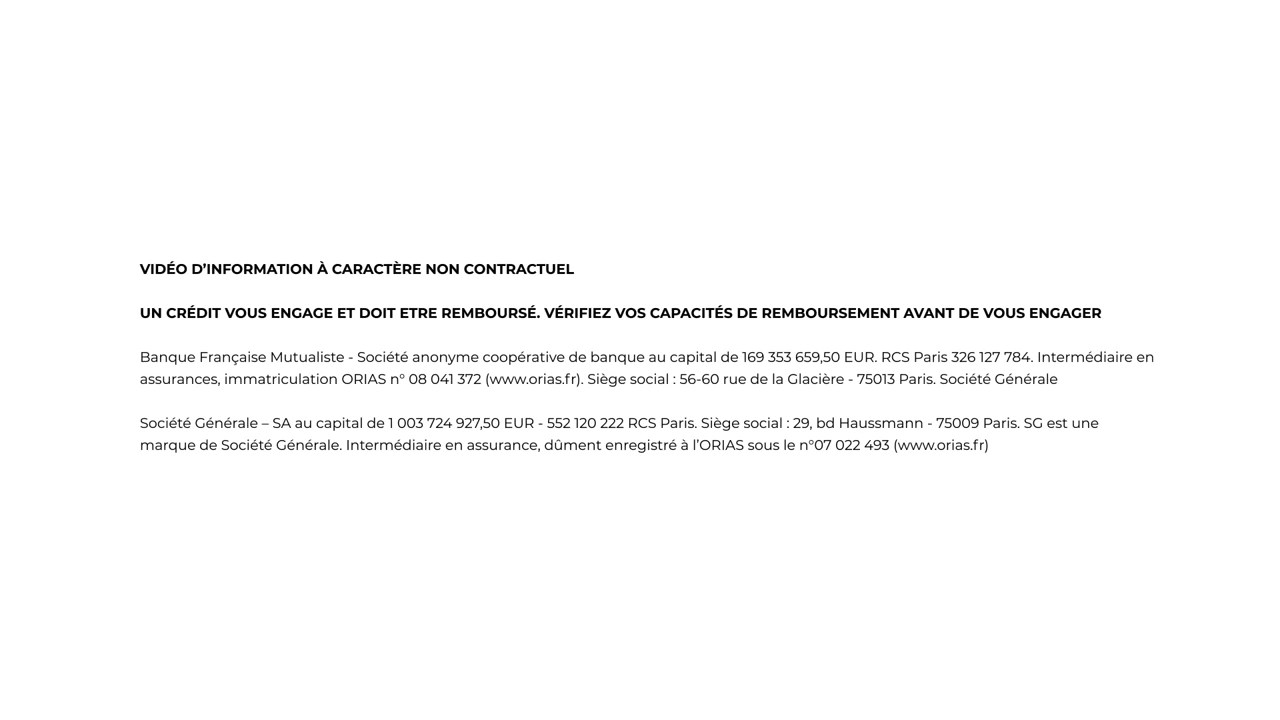 VIDÉO D’INFORMATION À CARACTÈRE NON CONTRACTUEL
UN CRÉDIT VOUS ENGAGE ET DOIT ETRE REMBOURSÉ. VÉRIFIEZ VOS CAPACITÉS DE REMBOURSEMENT AVANT DE VOUS ENGAGER
Banque Française Mutualiste - Société anonyme coopérative de banque au capital de 169 353 659,50 EUR. RCS Paris 326 127 784. Intermédiaire en
assurances, immatriculation ORIAS n° 08 041 372 (www.orias.fr). Siège social : 56-60 rue de la Glacière - 75013 Paris. Société Générale
Société Générale – SA au capital de 1 003 724 927,50 EUR - 552 120 222 RCS Paris. Siège social : 29, bd Haussmann - 75009 Paris. SG est une
marque de Société Générale. Intermédiaire en assurance, dûment enregistré à l’ORIAS sous le n°07 022 493 (www.orias.fr)